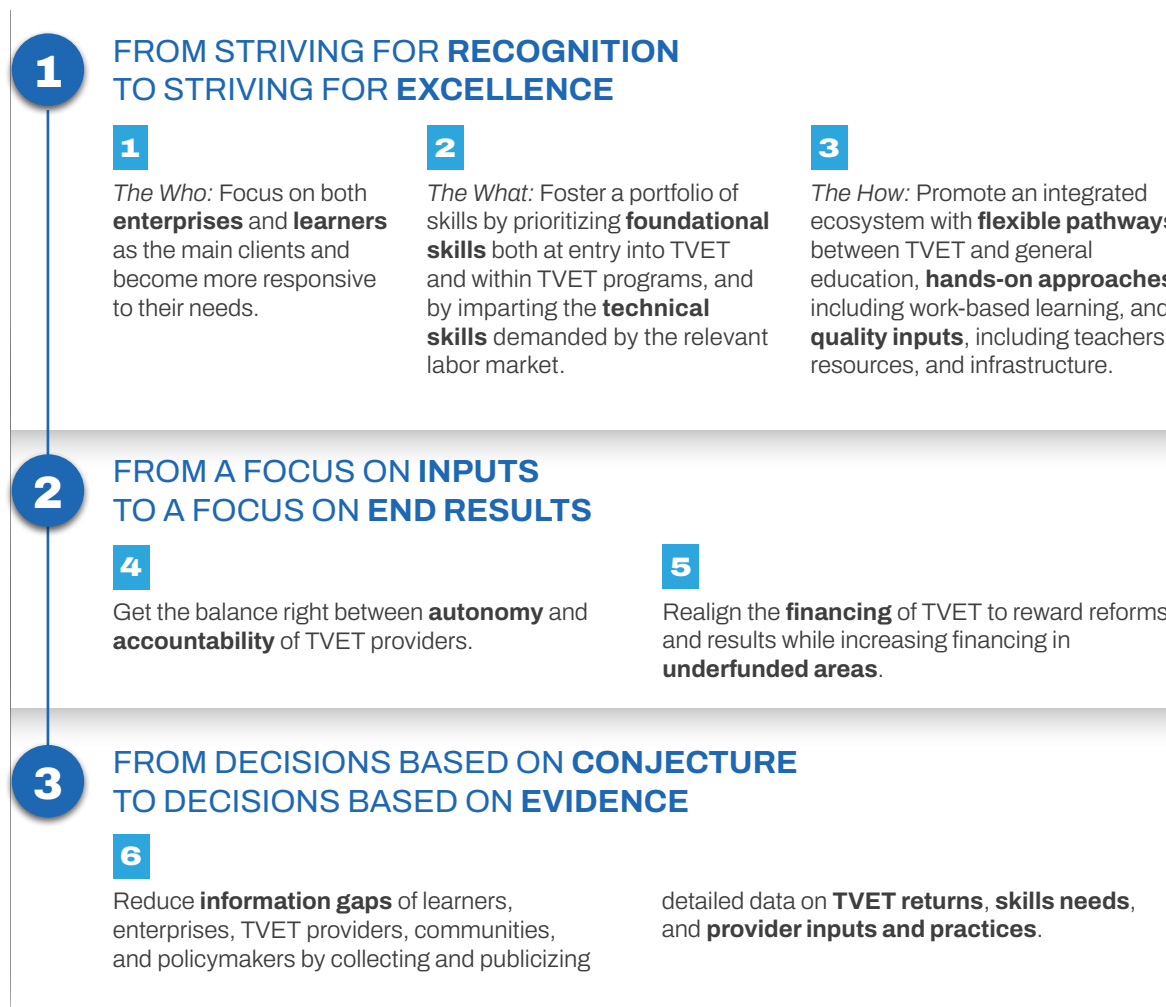 1
FROM STRIVING FOR RECOGNITION
TO STRIVING FOR EXCELLENCE
1
The Who: Focus on both
enterprises and learners
as the main clients and
become more responsive
to their needs.
2
The What: Foster a portfolio of
skills by prioritizing foundational
skills both at entry into TVET
and within TVET programs, and
by imparting the technical
skills demanded by the relevant
labor market.
3
The How: Promote an integrated
ecosystem with flexible pathways
between TVET and general
education, hands-on approaches
including work-based learning, and
quality inputs, including teachers
resources, and infrastructure.
2
FROM A FOCUS ON INPUTS
TO A FOCUS ON END RESULTS
4
Get the balance right between autonomy and
accountability of TVET providers.
5
Realign the financing of TVET to reward reforms
and results while increasing financing in
underfunded areas.
3
FROM DECISIONS BASED ON CONJECTURE
TO DECISIONS BASED ON EVIDENCE
6
Reduce information gaps of learners,
enterprises, TVET providers, communities,
and policymakers by collecting and publicizing
detailed data on TVET returns, skills needs,
and provider inputs and practices.